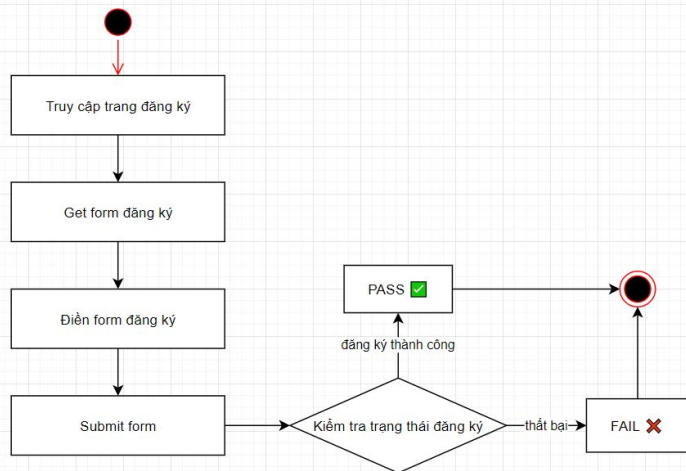 Truy cập trang đăng ký
Get form đăng ký
Điền form đăng ký
Submit form
PASS ✅
đăng ký thành công
Kiểm tra trạng thái đăng ký
thất bại
FAIL ❌